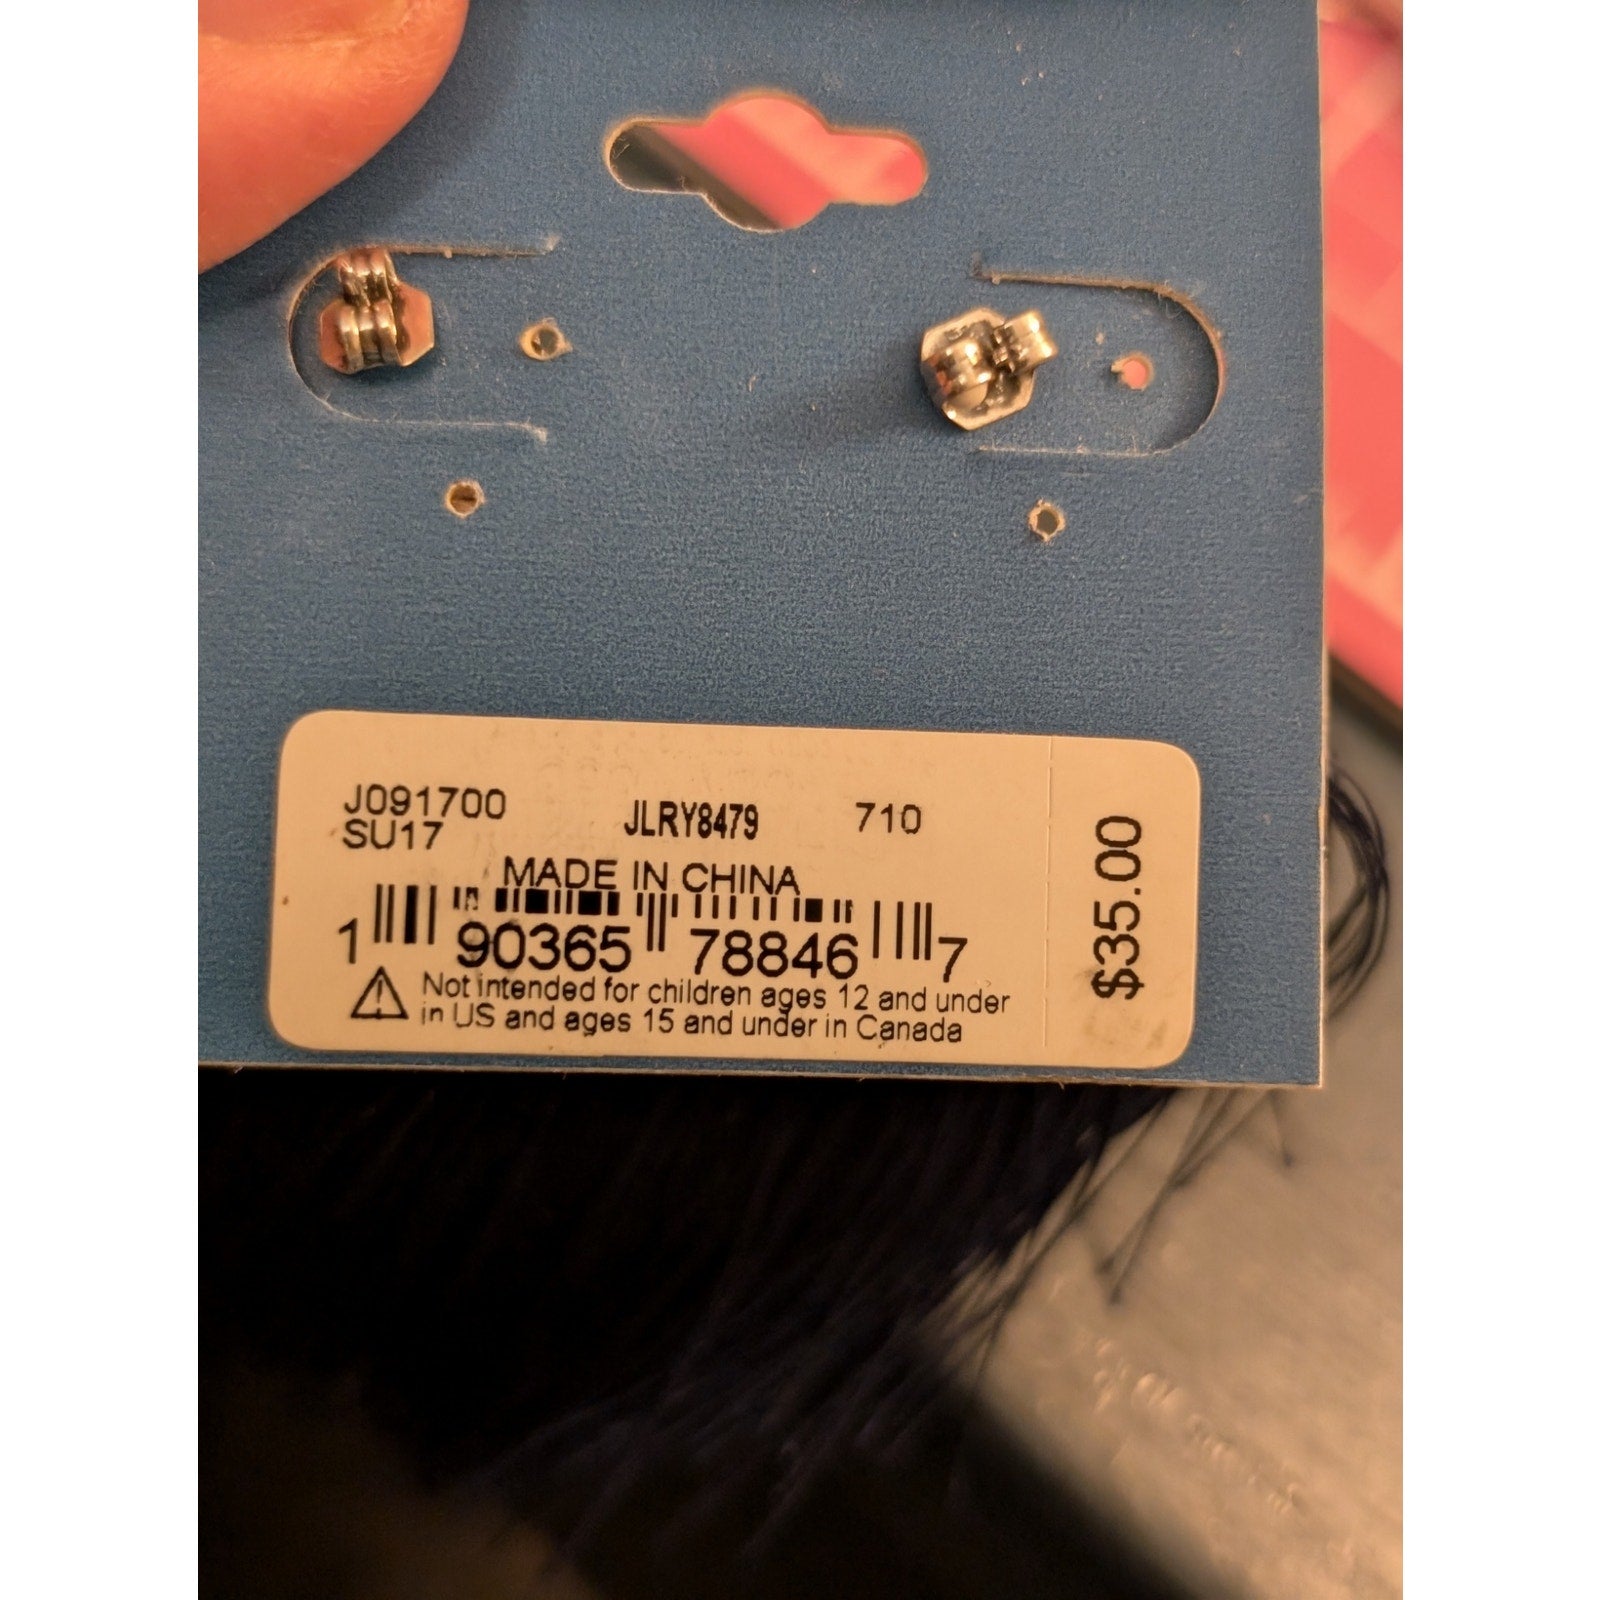 J091700 JLRY8479 710
SU17
MADE IN CHINA
1 90365 78846 7
Not intended for children ages 12 and under
in US and ages 15 and under in Canada
$35.00